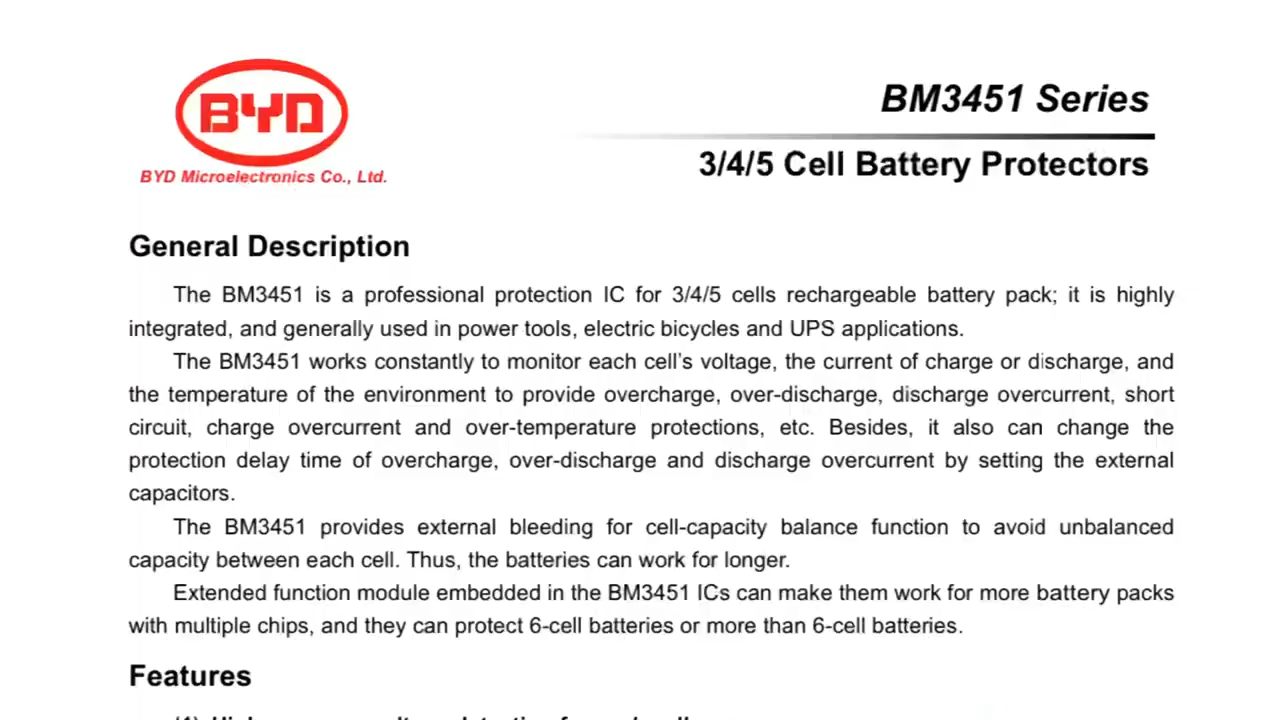 BYD
BYD Microelectronics Co., Ltd.
BM3451 Series
3/4/5 Cell Battery Protectors
General Description
The BM3451 is a professional protection IC for 3/4/5 cells rechargeable battery pack; it is highly
integrated, and generally used in power tools, electric bicycles and UPS applications.
The BM3451 works constantly to monitor each cell's voltage, the current of charge or discharge, and
the temperature of the environment to provide overcharge, over-discharge, discharge overcurrent, short
circuit, charge overcurrent and over-temperature protections, etc. Besides, it also can change the
protection delay time of overcharge, over-discharge and discharge overcurrent by setting the external
capacitors.
The BM3451 provides external bleeding for cell-capacity balance function to avoid unbalanced
capacity between each cell. Thus, the batteries can work for longer.
Extended function module embedded in the BM3451 ICs can make them work for more battery packs
with multiple chips, and they can protect 6-cell batteries or more than 6-cell batteries.
Features